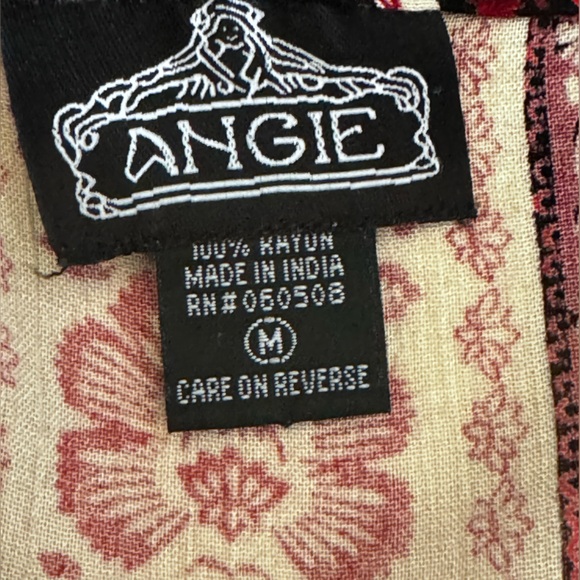 ANGIE
100% RAYON
MADE IN INDIA
RN# 060508
M
CARE ON REVERSE